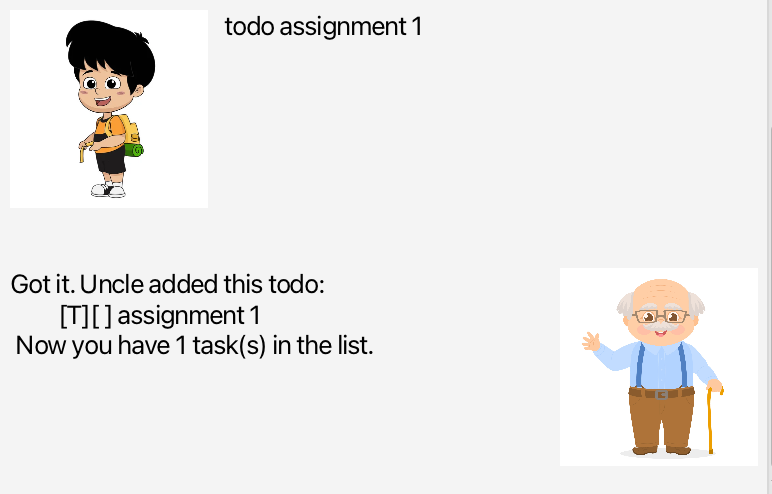 todo assignment 1
Got it. Uncle added this todo:
[T][ ] assignment 1
Now you have 1 task(s) in the list.